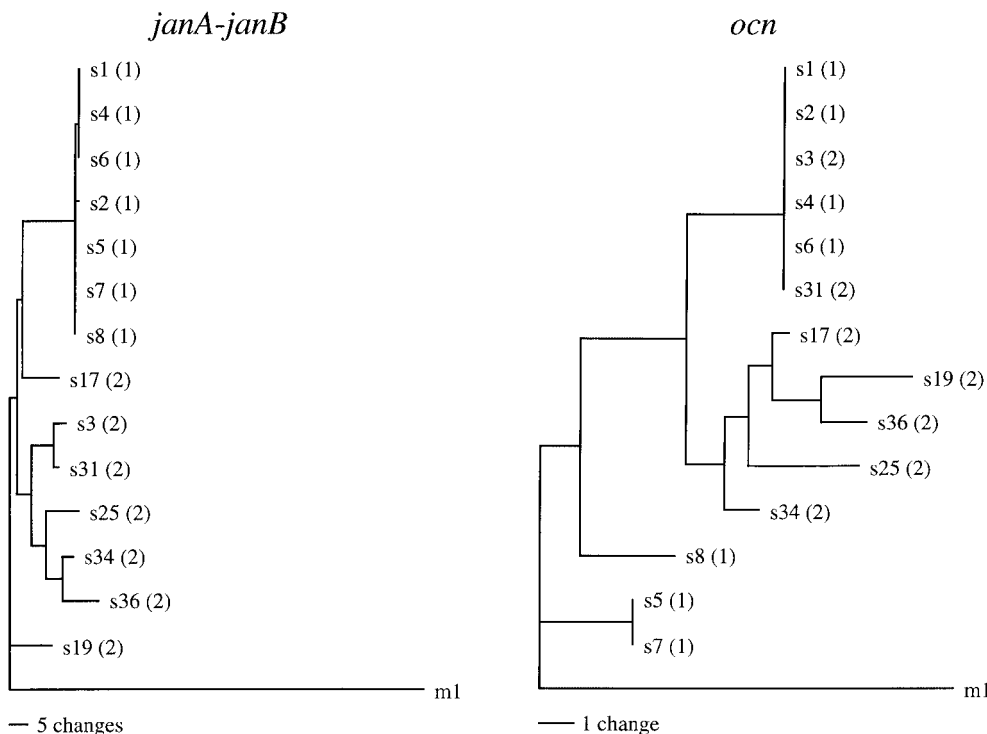 janA-janB
s1 (1)
s4 (1)
s6 (1)
s2 (1)
s5 (1)
s7 (1)
s8 (1)
s17 (2)
s3 (2)
s31 (2)
s25 (2)
s34 (2)
s36 (2)
s19 (2)
m1
5 changes
ocn
s1 (1)
s2 (1)
s3 (2)
s4 (1)
s6 (1)
s31 (2)
s17 (2)
s19 (2)
s36 (2)
s25 (2)
s34 (2)
s8 (1)
s5 (1)
s7 (1)
m1
1 change